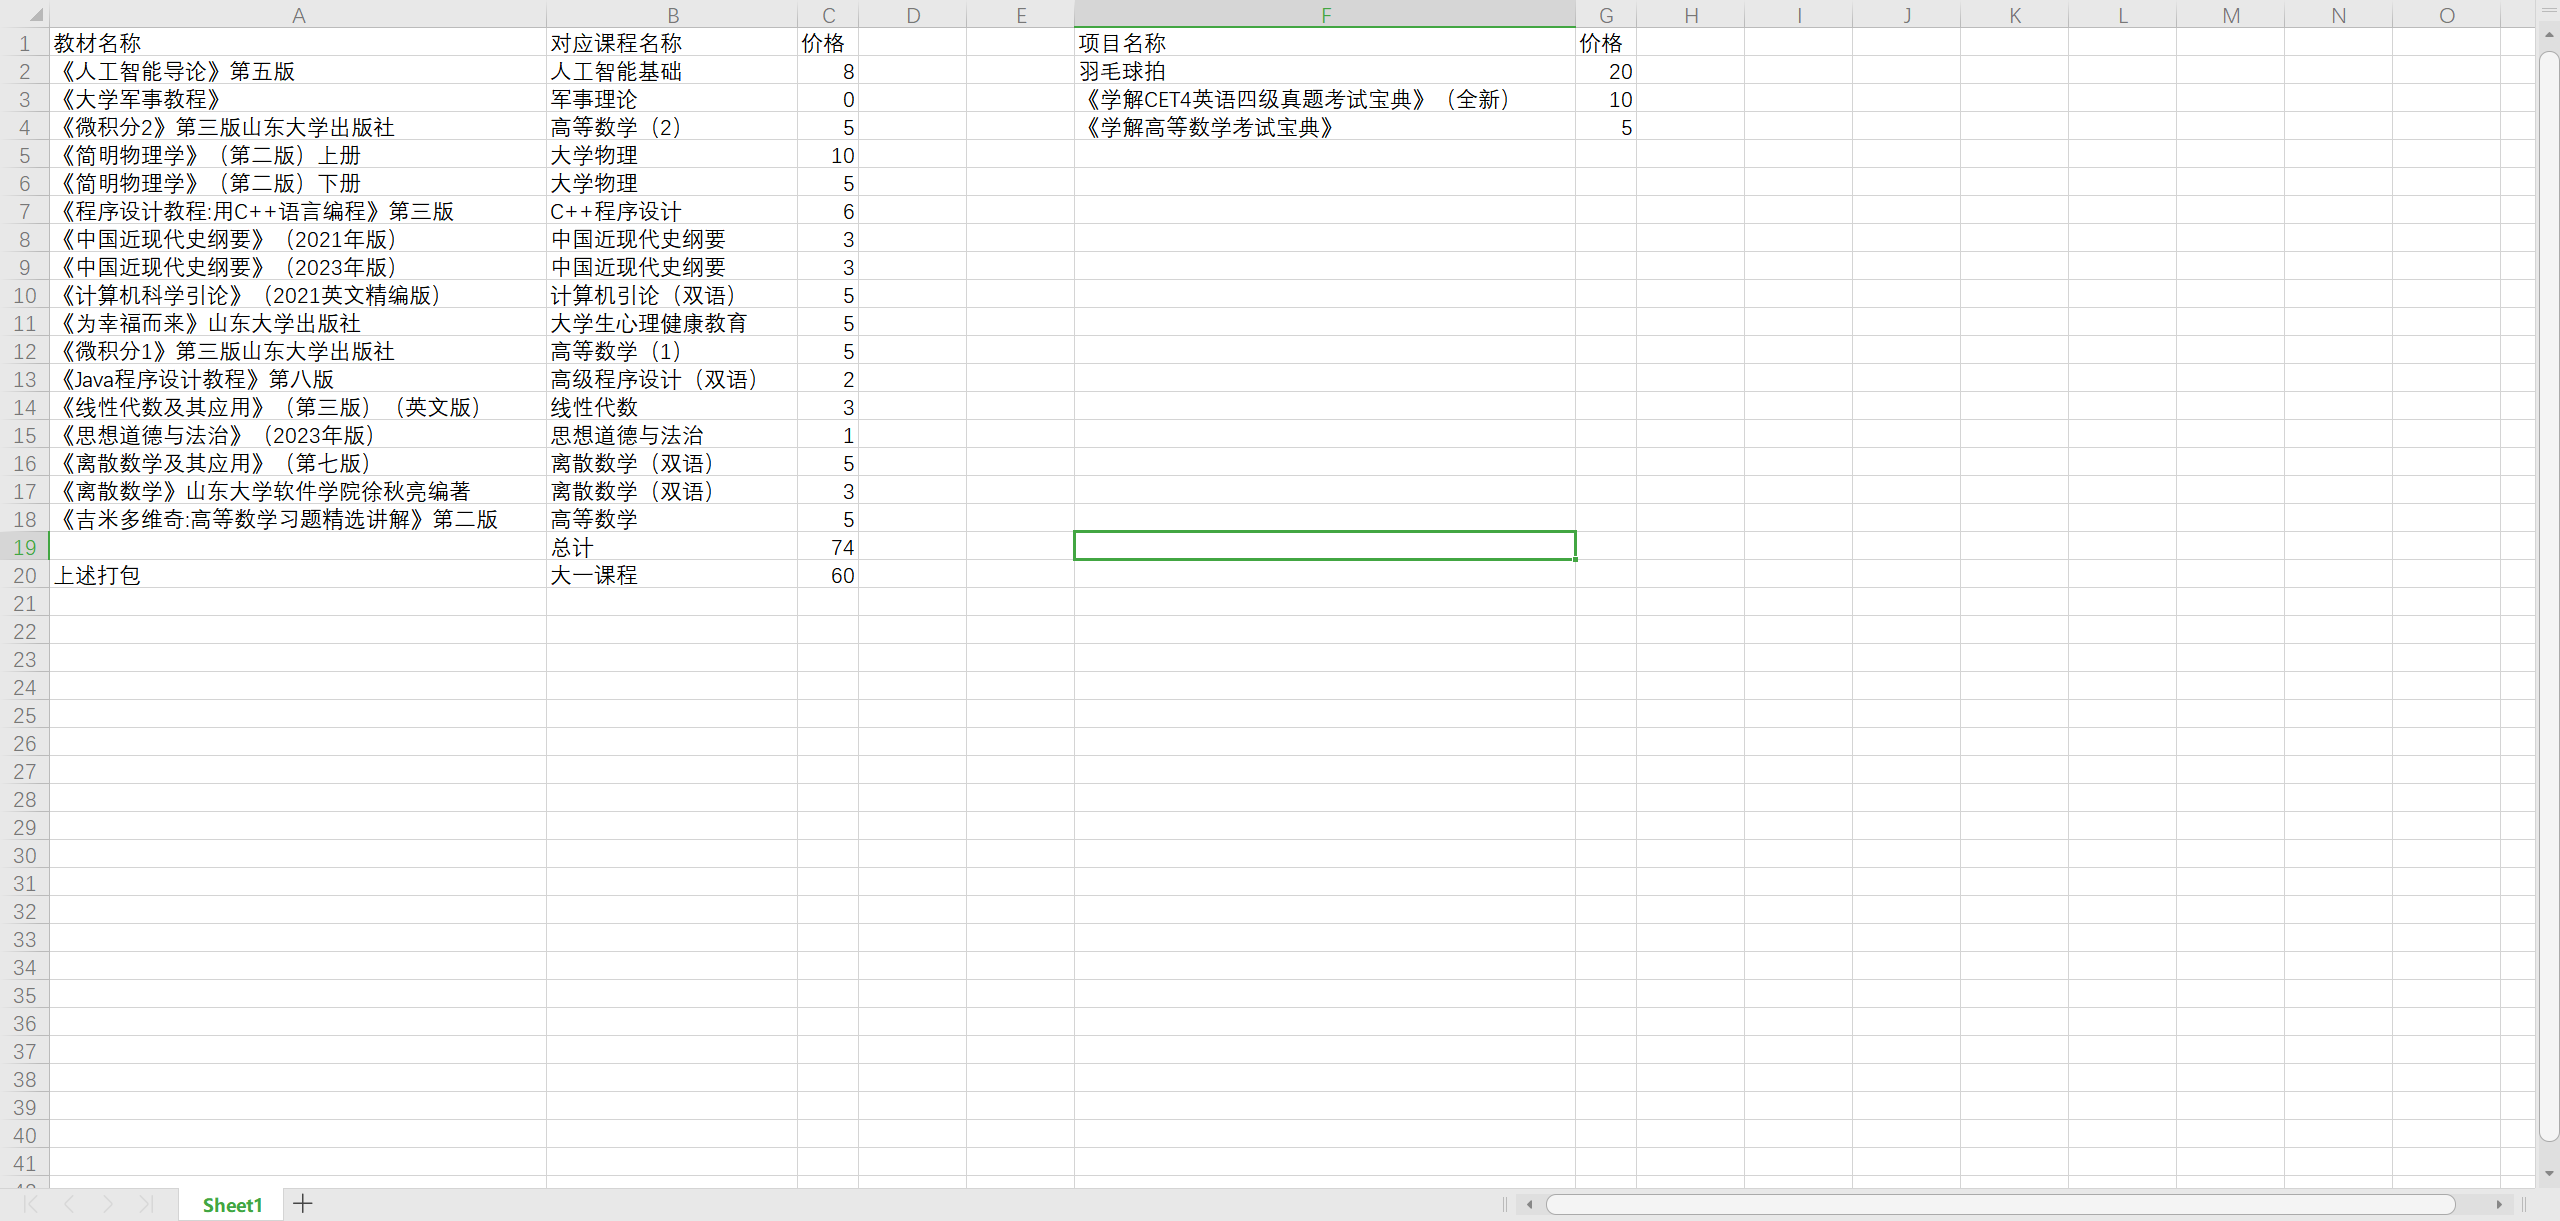 A B C D E F G H I J K L M N O
1 教材名称 对应课程名称 价格 项目名称 价格
2 《人工智能导论》第五版 人工智能基础 8 羽毛球拍 20
3 《大学军事教程》 军事理论 0 《学解CET4英语四级真题考试宝典》（全新） 10
4 《微积分2》第三版山东大学出版社 高等数学（2） 5 《学解高等数学考试宝典》 5
5 《简明物理学》（第二版）上册 大学物理 10
6 《简明物理学》（第二版）下册 大学物理 5
7 《程序设计教程:用C++语言编程》第三版 C++程序设计 6
8 《中国近现代史纲要》（2021年版） 中国近现代史纲要 3
9 《中国近现代史纲要》（2023年版） 中国近现代史纲要 3
10 《计算机科学引论》（2021英文精编版） 计算机引论（双语） 5
11 《为幸福而来》山东大学出版社 大学生心理健康教育 5
12 《微积分1》第三版山东大学出版社 高等数学（1） 5
13 《Java程序设计教程》第八版 高级程序设计（双语） 2
14 《线性代数及其应用》（第三版）（英文版） 线性代数 3
15 《思想道德与法治》（2023年版） 思想道德与法治 1
16 《离散数学及其应用》（第七版） 离散数学（双语） 5
17 《离散数学》山东大学软件学院徐秋亮编著 离散数学（双语） 3
18 《吉米多维奇:高等数学习题精选讲解》第二版 高等数学 5
19 总计 74
20 上述打包 大一课程 60
21
22
23
24
25
26
27
28
29
30
31
32
33
34
35
36
37
38
39
40
41
Sheet1